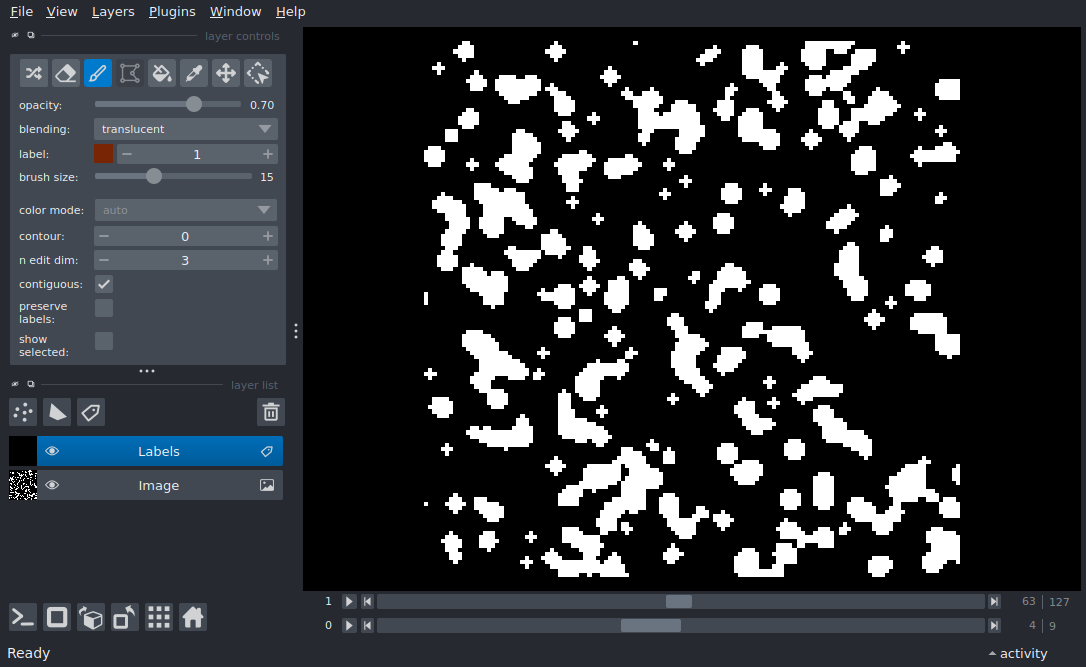 File View Layers Plugins Window Help
layer controls
opacity: 0.70
blending: translucent
label: 1
brush size: 15
color mode: auto
contour: 0
n edit dim: 3
contiguous:
preserve
labels:
show
selected:
layer list
Labels
Image
1 63 127
0 4 9
Ready activity